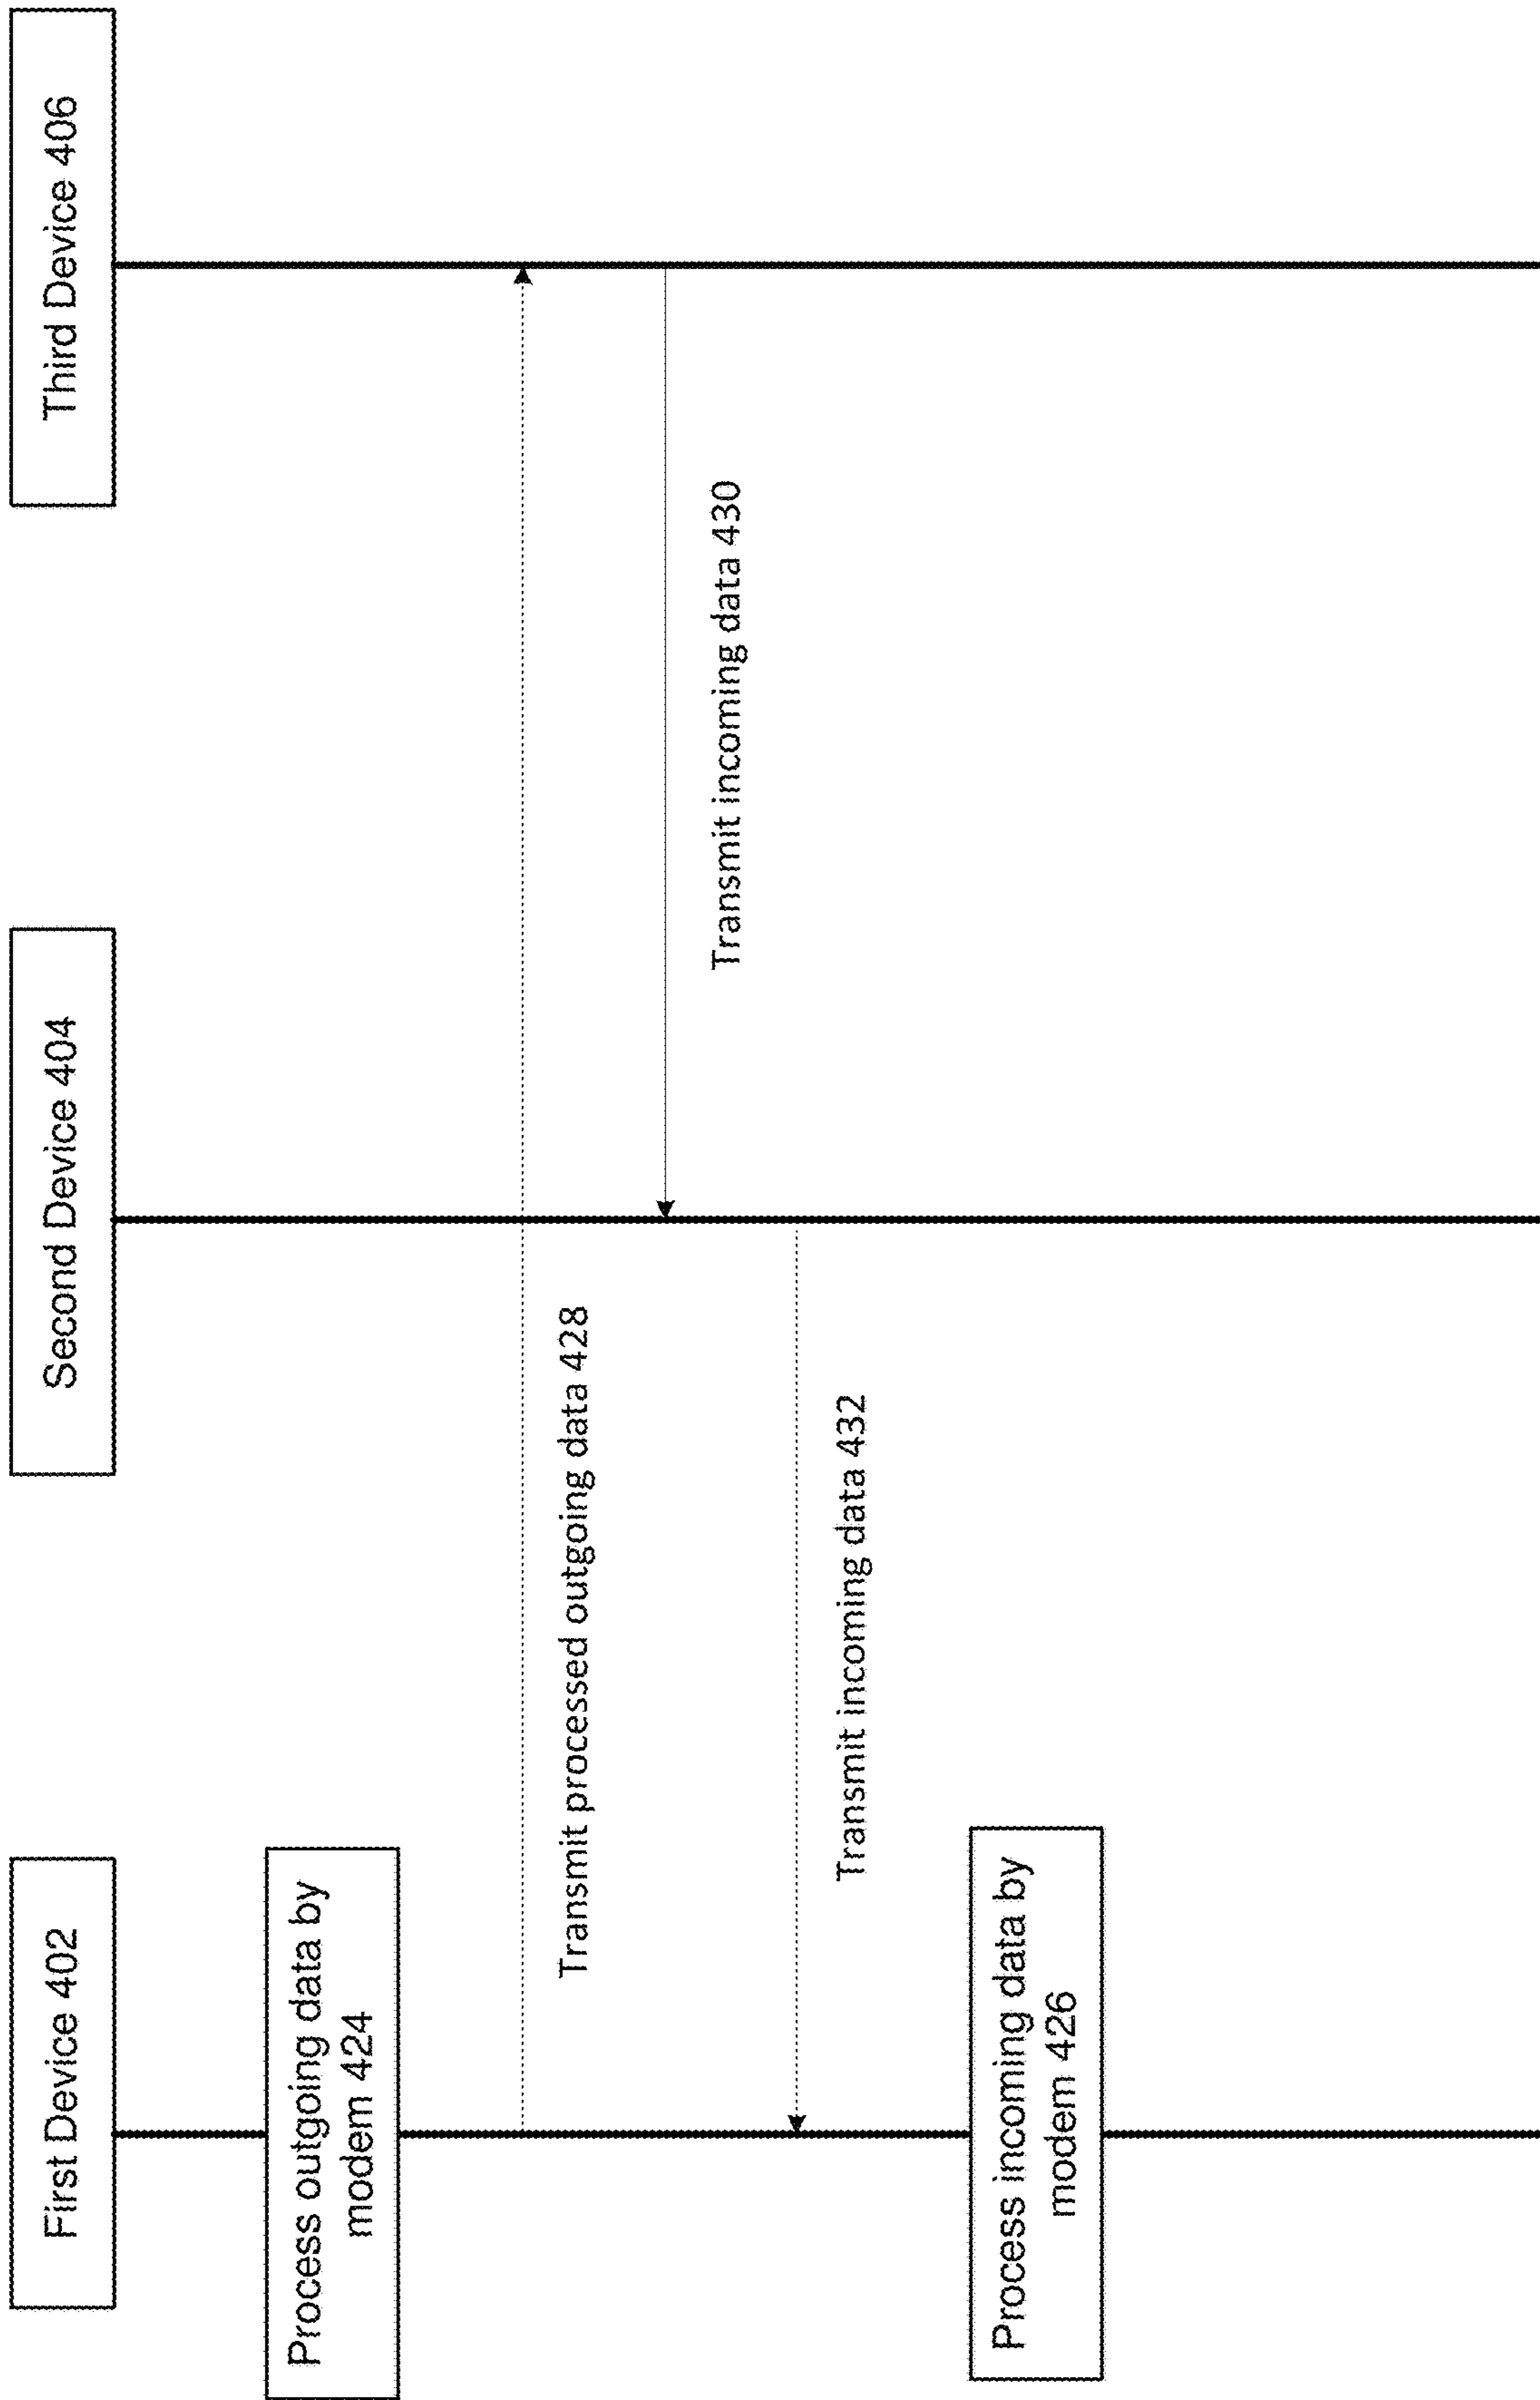 First Device 402
Second Device 404
Third Device 406
Process outgoing data by
modem 424
Transmit processed outgoing data 428
Transmit incoming data 430
Transmit incoming data 432
Process incoming data by
modem 426